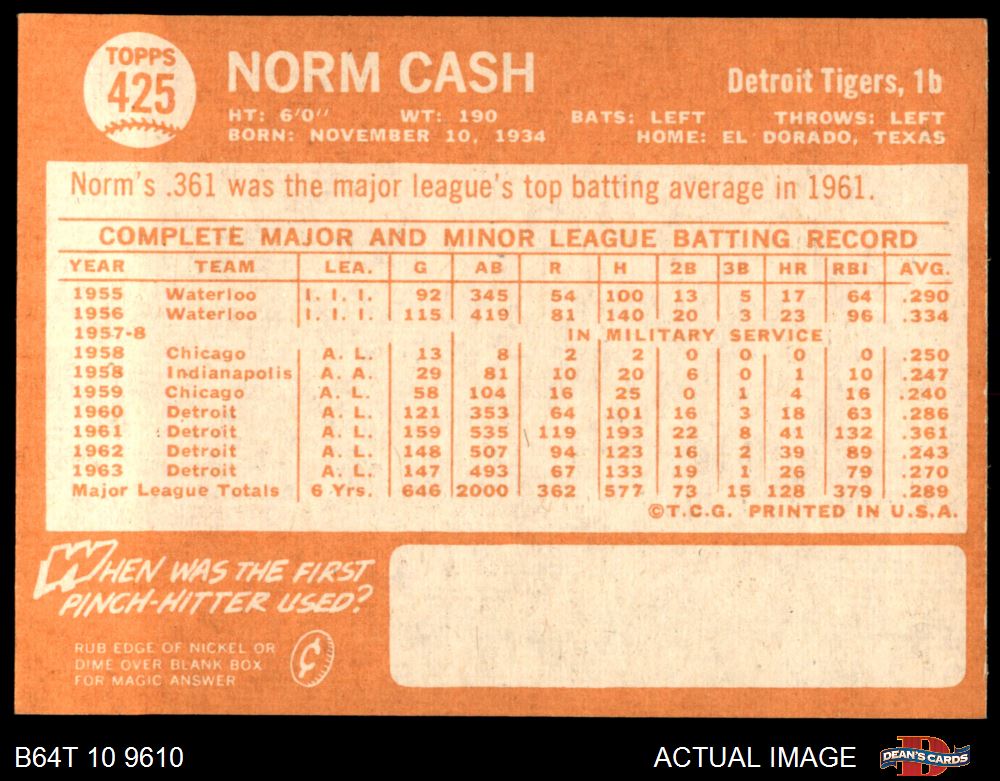 TOPPS
425
NORM CASH
Detroit Tigers, 1b
HT: 6'0" WT: 190 BATS: LEFT THROWS: LEFT
BORN: NOVEMBER 10, 1934 HOME: EL DORADO, TEXAS
Norm's .361 was the major league's top batting average in 1961.
COMPLETE MAJOR AND MINOR LEAGUE BATTING RECORD
YEAR TEAM LEA. G AB R H 2B 3B HR RBI AVG.
1955 Waterloo I. I. I. 92 345 54 100 13 5 17 64 .290
1956 Waterloo I. I. I. 115 419 81 140 20 3 23 96 .334
1957-8 IN MILITARY SERVICE
1958 Chicago A. L. 13 8 2 2 0 0 0 0 .250
1958 Indianapolis A. A. 29 81 10 20 6 0 1 10 .247
1959 Chicago A. L. 58 104 16 25 0 1 4 16 .240
1960 Detroit A. L. 121 353 64 101 16 3 18 63 .286
1961 Detroit A. L. 159 535 119 193 22 8 41 132 .361
1962 Detroit A. L. 148 507 94 123 16 2 39 89 .243
1963 Detroit A. L. 147 493 67 133 19 1 26 79 .270
Major League Totals 6 Yrs. 646 2000 362 577 73 15 128 379 .289
©T.C.G. PRINTED IN U.S.A.
WHEN WAS THE FIRST
PINCH-HITTER USED?
RUB EDGE OF NICKEL OR
DIME OVER BLANK BOX
FOR MAGIC ANSWER
¢
B64T 10 9610
ACTUAL IMAGE
DEAN'S CARDS